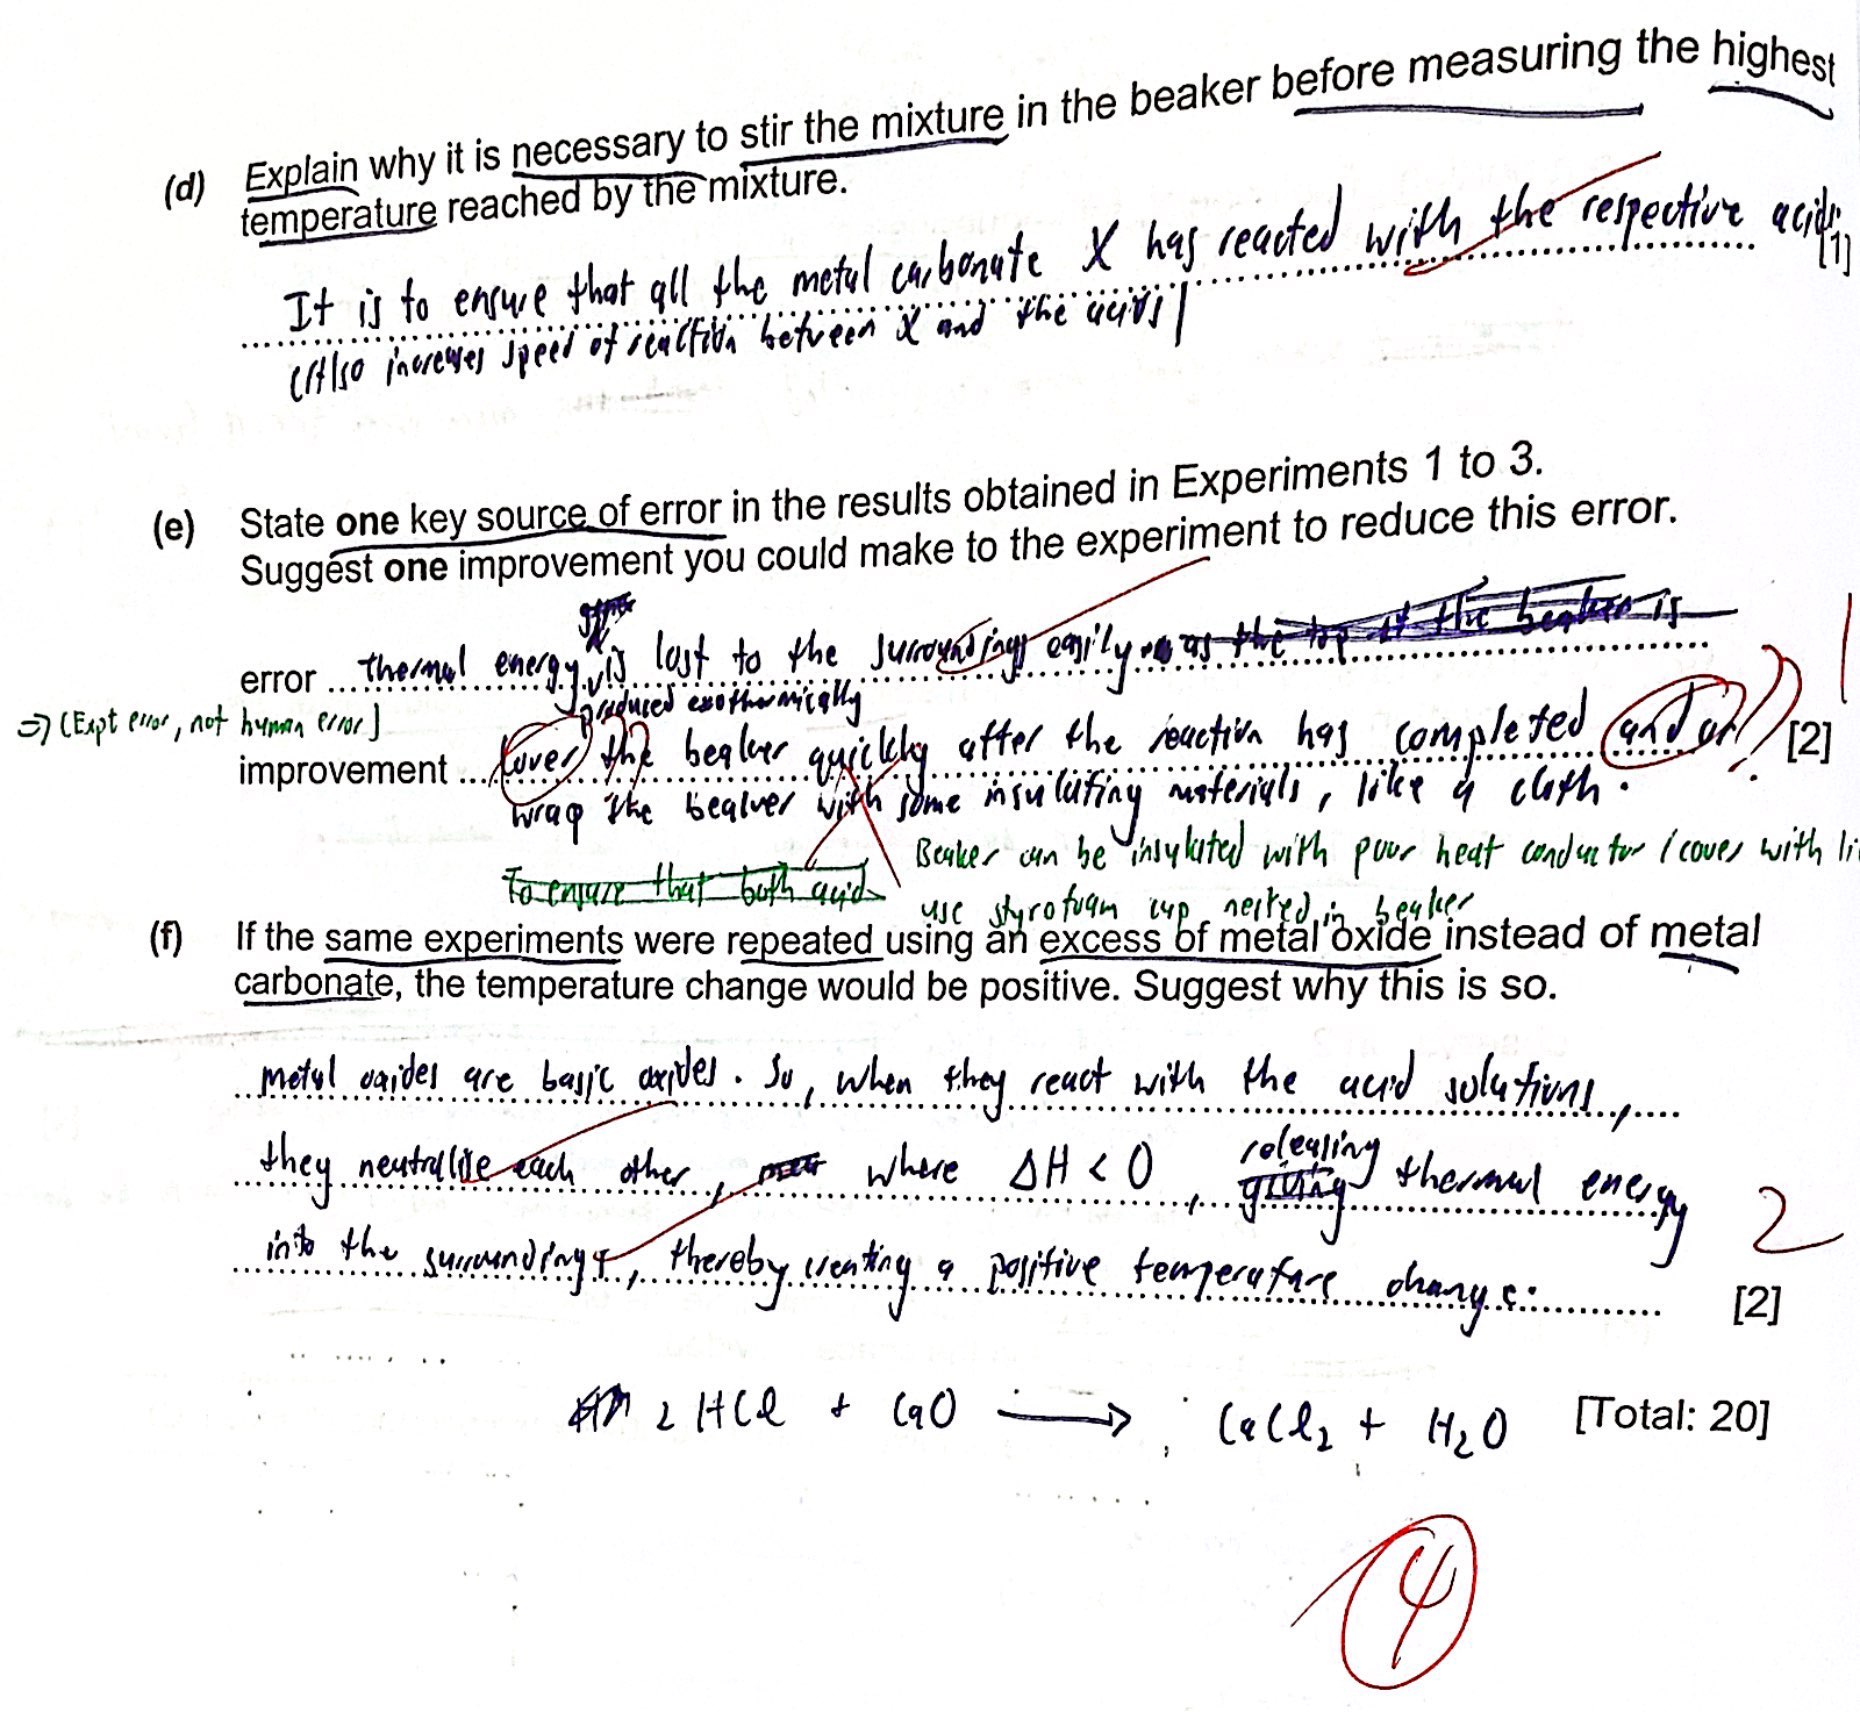 (d) Explain why it is necessary to stir the mixture in the beaker before measuring the highest
temperature reached by the mixture.
It is to ensure that all the metal carbonate X has reacted with the respective acids. [1]
(Also increases speed of reaction between X and the acids)
(e) State one key source of error in the results obtained in Experiments 1 to 3.
Suggest one improvement you could make to the experiment to reduce this error.
error thermal energy is lost to the surroundings easily as the top of the beaker is
produced exothermically
1
=> (Expt error, not human error)
improvement cover the beaker quickly after the reaction has completed and or ? [2]
wrap the beaker with some insulating materials, like a cloth.
Beaker can be insulated with poor heat conductor / cover with li
To ensure that both acid
use styrofoam cup nested in beaker
(f) If the same experiments were repeated using an excess of metal oxide instead of metal
carbonate, the temperature change would be positive. Suggest why this is so.
metal oxides are basic oxides. So, when they react with the acid solutions,
they neutralise each other, where ΔH < 0, releasing giving thermal energy
2
into the surroundings, thereby creating a positive temperature change. [2]
2 HCl + CaO → CaCl2 + H2O [Total: 20]
4